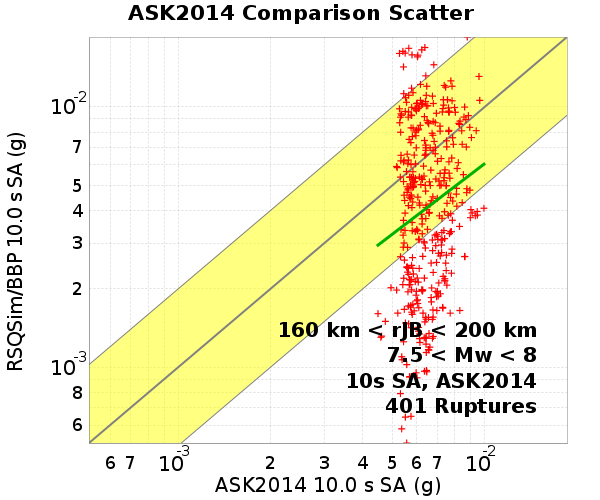 ASK2014 Comparison Scatter
RSQSim/BBP 10.0 s SA (g)
10-2
7
5
4
3
2
10-3
8
6
160 km < rJB < 200 km
7.5 < Mw < 8
10s SA, ASK2014
401 Ruptures
6 7 10-3 2 3 4 5 6 7 10-2
ASK2014 10.0 s SA (g)